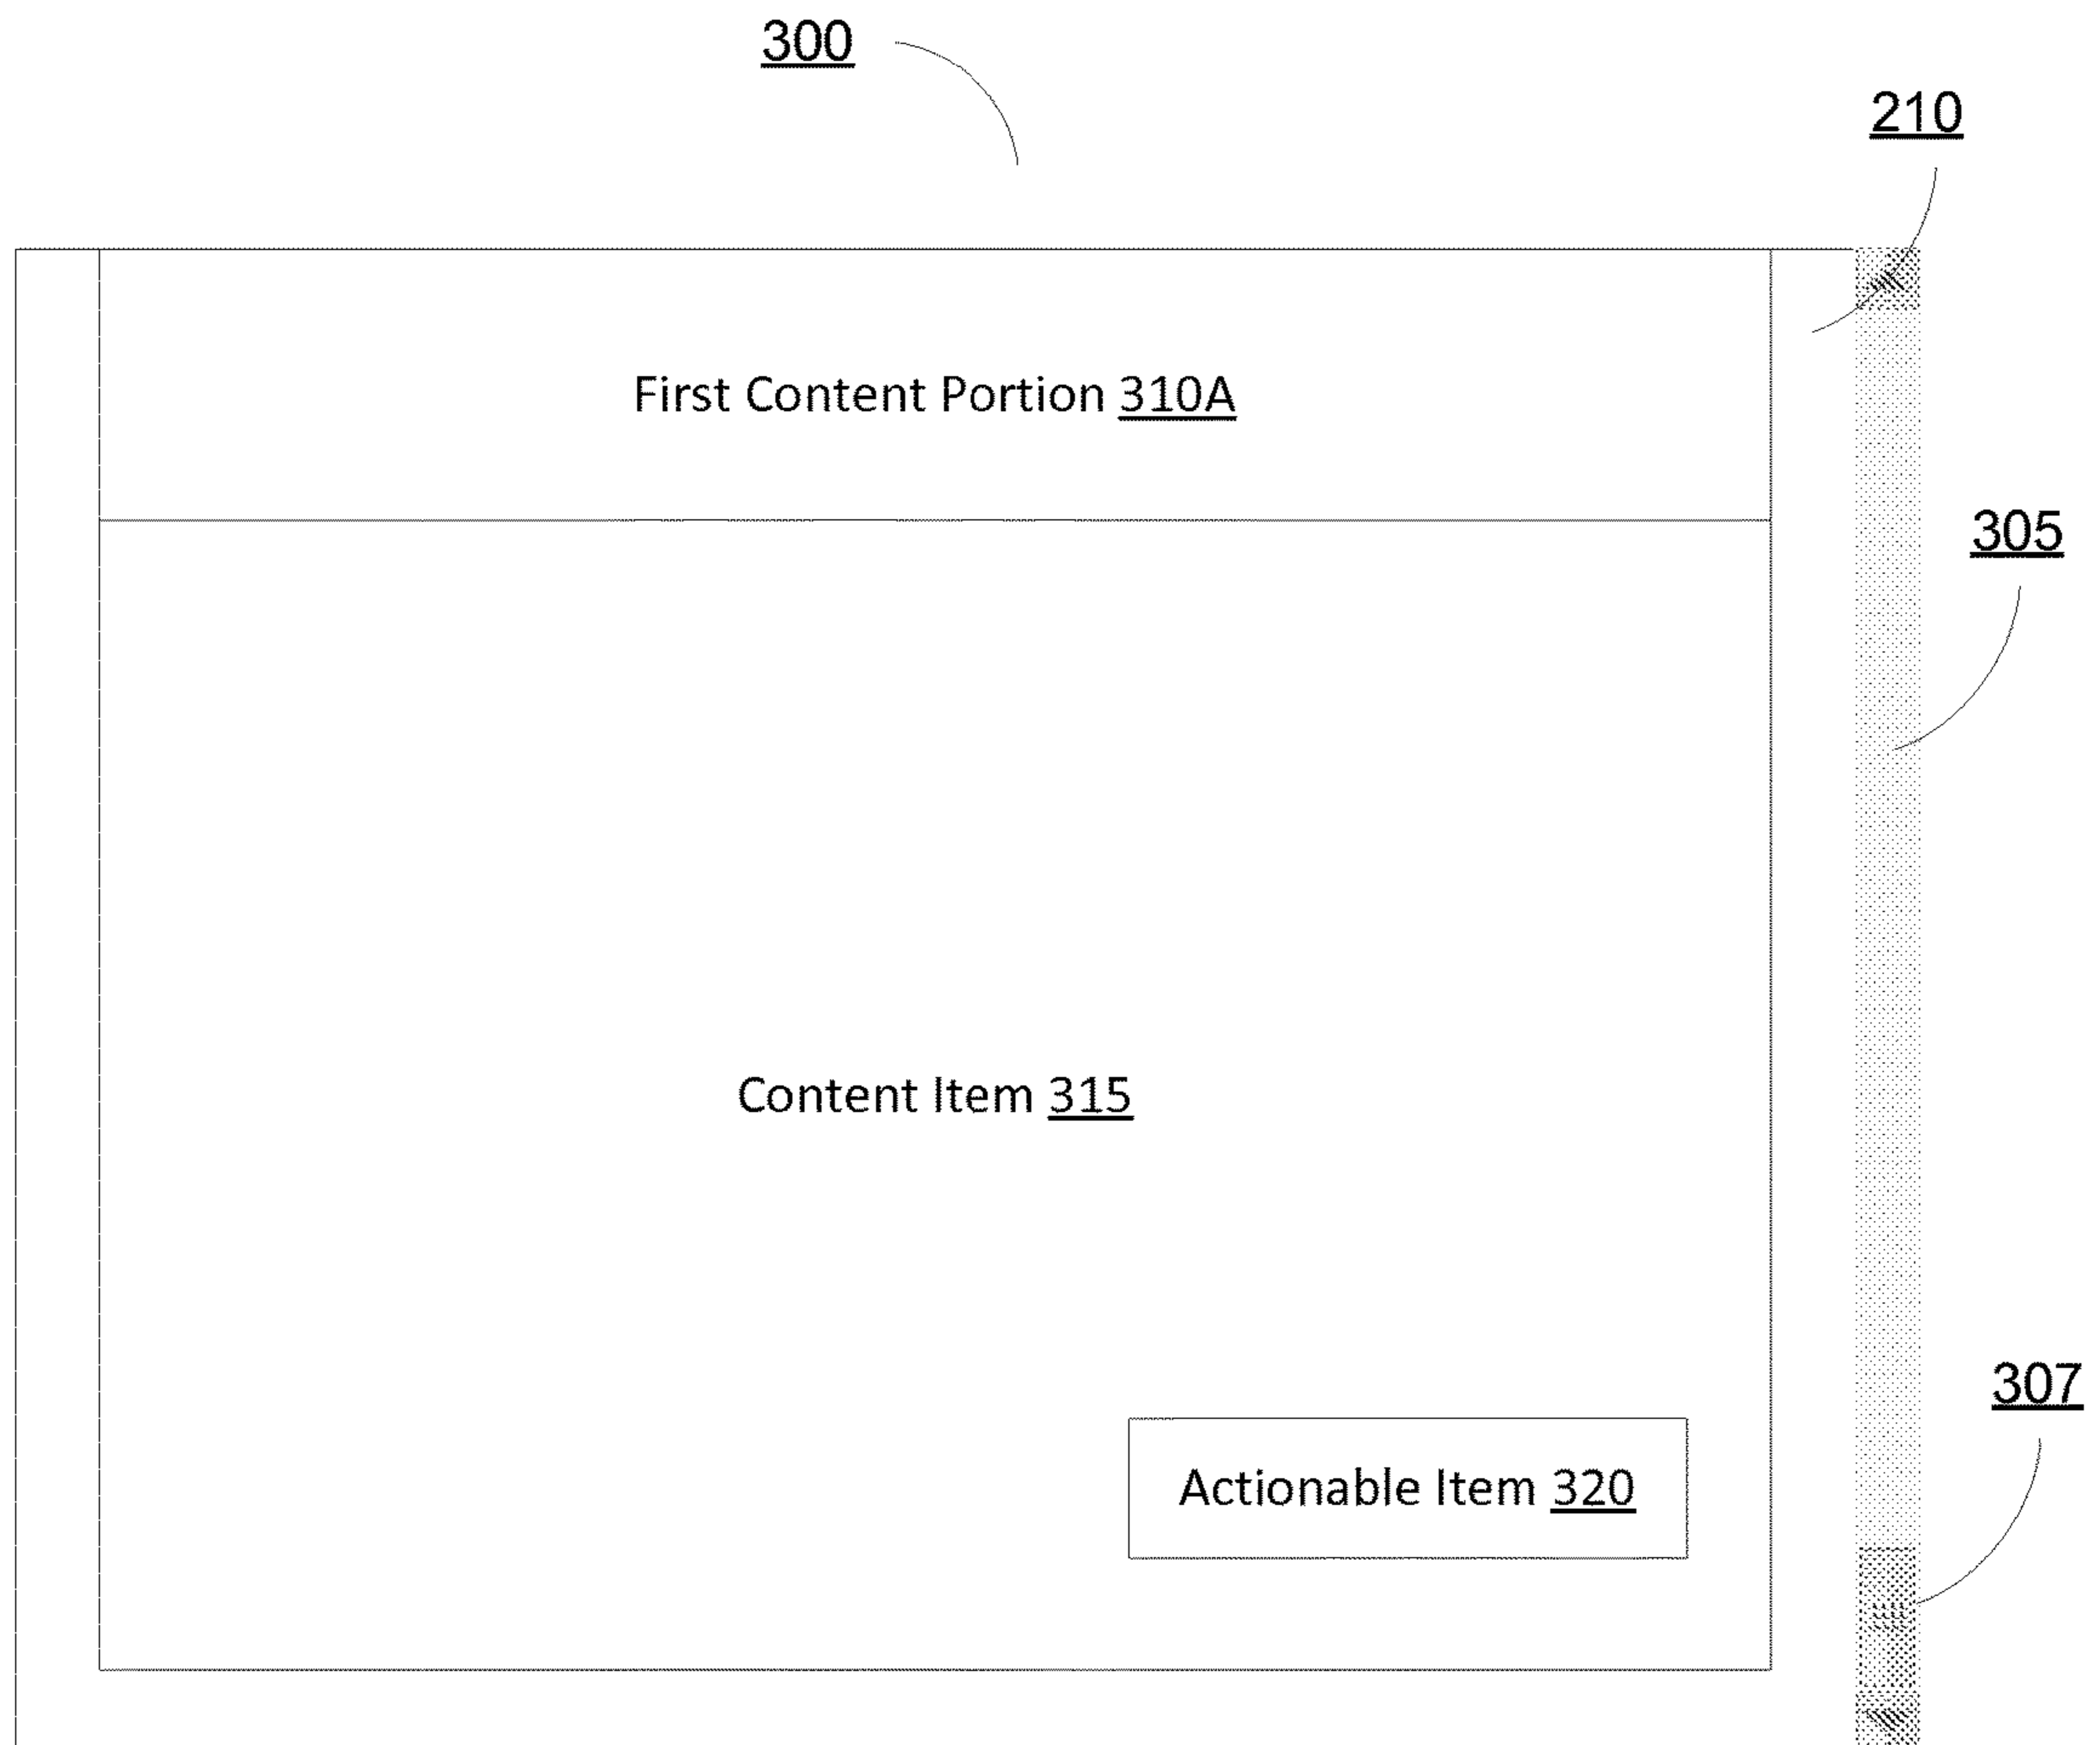 300
210
First Content Portion 310A
305
Content Item 315
307
Actionable Item 320